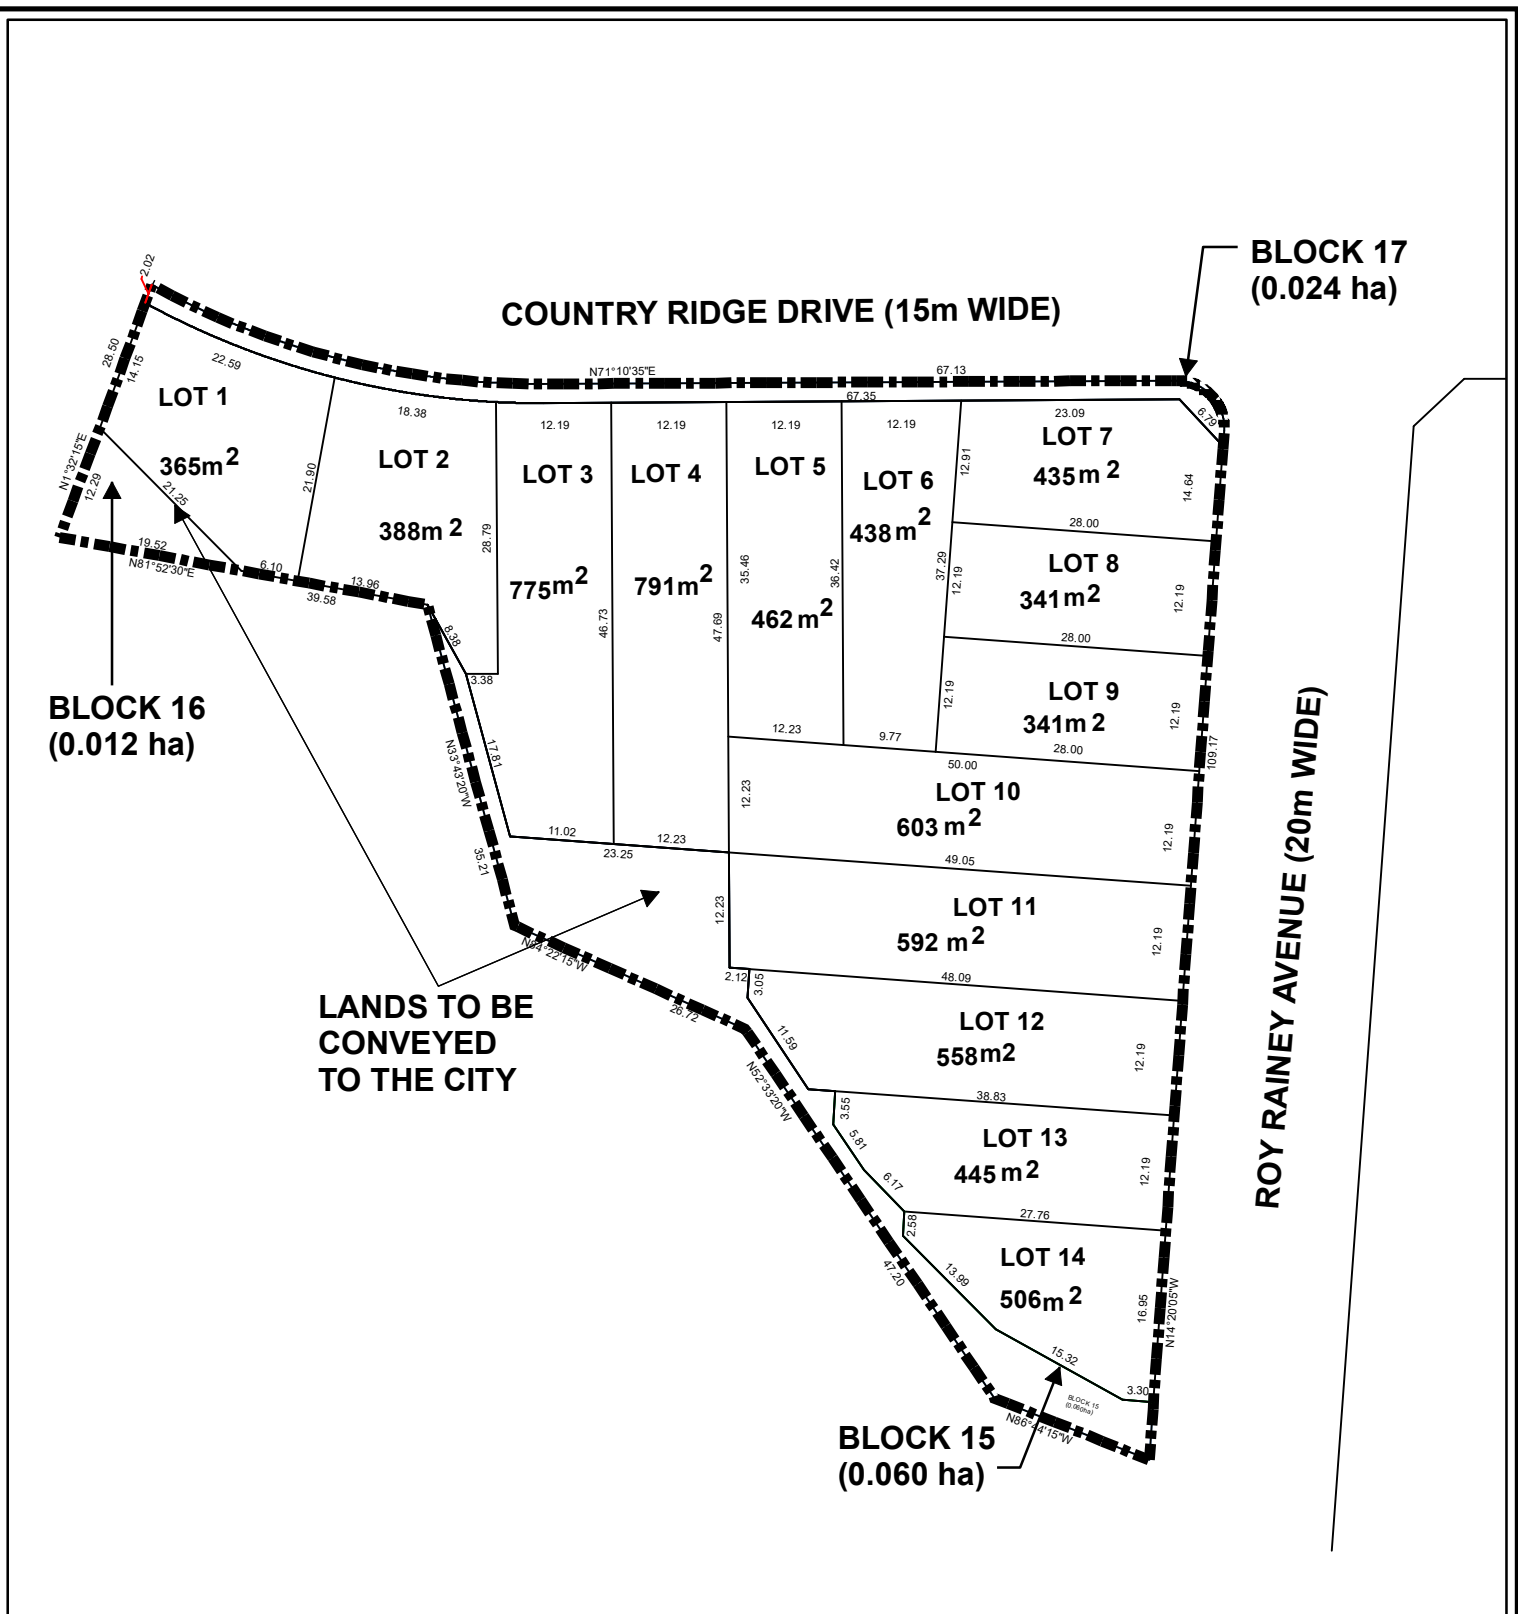 BLOCK 17
(0.024 ha)
COUNTRY RIDGE DRIVE (15m WIDE)
2.02
28.50
14.15
22.59
N71°10'35"E
67.13
67.35
6.79
LOT 1
365m2
21.25
N1°32'15"E
12.29
19.52
N81°52'30"E
6.10
39.58
13.96
21.90
18.38
LOT 2
388m2
28.79
8.38
3.38
12.19
LOT 3
775m2
46.73
12.19
LOT 4
791m2
47.69
12.19
LOT 5
35.46
462m2
36.42
12.19
LOT 6
438m2
37.29
23.09
LOT 7
435m2
12.91
14.64
28.00
LOT 8
341m2
12.19
12.19
28.00
LOT 9
341m2
12.19
12.19
28.00
109.17
BLOCK 16
(0.012 ha)
17.81
N33°43'20"W
35.21
12.23
9.77
50.00
LOT 10
603m2
12.23
12.19
11.02
12.23
23.25
49.05
LOT 11
592m2
12.23
12.19
N64°22'15"W
26.72
2.12
3.05
48.09
LOT 12
558m2
11.59
12.19
LANDS TO BE
CONVEYED
TO THE CITY
N52°33'20"W
47.20
38.83
3.55
LOT 13
445m2
5.81
6.17
12.19
27.76
2.58
LOT 14
506m2
13.99
16.95
N14°20'05"W
15.32
3.30
BLOCK 15
(0.060ha)
N86°44'15"W
BLOCK 15
(0.060 ha)
ROY RAINEY AVENUE (20m WIDE)